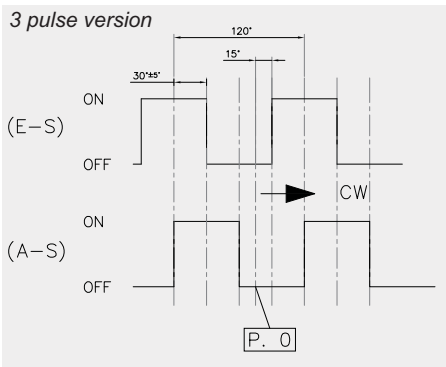 3 pulse version
120°
15°
30°±5°
ON
(E-S)
OFF
CW
ON
(A-S)
OFF
P. 0